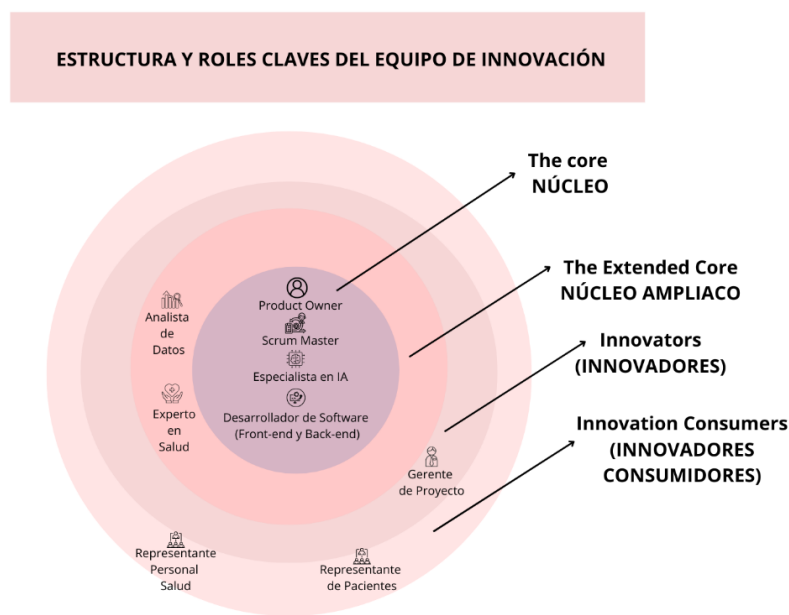 ESTRUCTURA Y ROLES CLAVES DEL EQUIPO DE INNOVACIÓN
The core
NÚCLEO
The Extended Core
NÚCLEO AMPLIACO
Innovators
(INNOVADORES)
Innovation Consumers
(INNOVADORES
CONSUMIDORES)
Product Owner
Scrum Master
Especialista en IA
Desarrollador de Software
(Front-end y Back-end)
Analista
de
Datos
Experto
en
Salud
Gerente
de Proyecto
Representante
Personal
Salud
Representante
de Pacientes